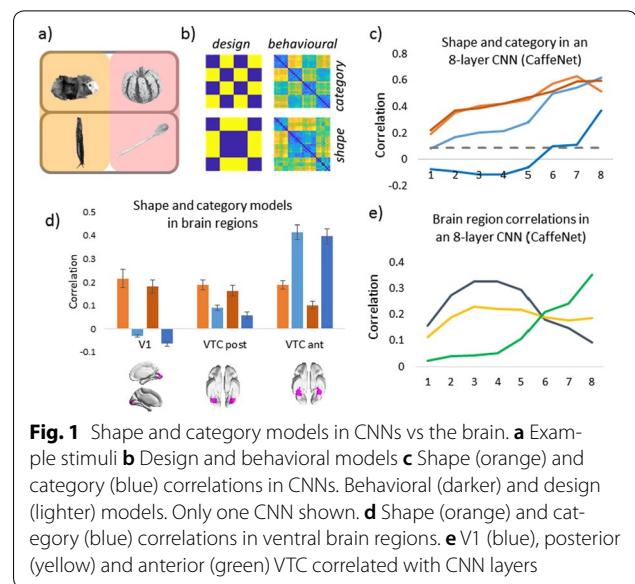 a)
b)
design
behavioural
category
shape
c)
Shape and category in an
8-layer CNN (CaffeNet)
Correlation
0.8
0.6
0.4
0.2
0
-0.2
1 2 3 4 5 6 7 8
d)
Shape and category models
in brain regions
Correlation
0.5
0.4
0.3
0.2
0.1
0
-0.1
V1 VTC post VTC ant
e)
Brain region correlations in
an 8-layer CNN (CaffeNet)
Correlation
0.4
0.3
0.2
0.1
0
1 2 3 4 5 6 7 8
Fig. 1 Shape and category models in CNNs vs the brain. a Exam-
ple stimuli b Design and behavioral models c Shape (orange) and
category (blue) correlations in CNNs. Behavioral (darker) and design
(lighter) models. Only one CNN shown. d Shape (orange) and cat-
egory (blue) correlations in ventral brain regions. e V1 (blue), posterior
(yellow) and anterior (green) VTC correlated with CNN layers